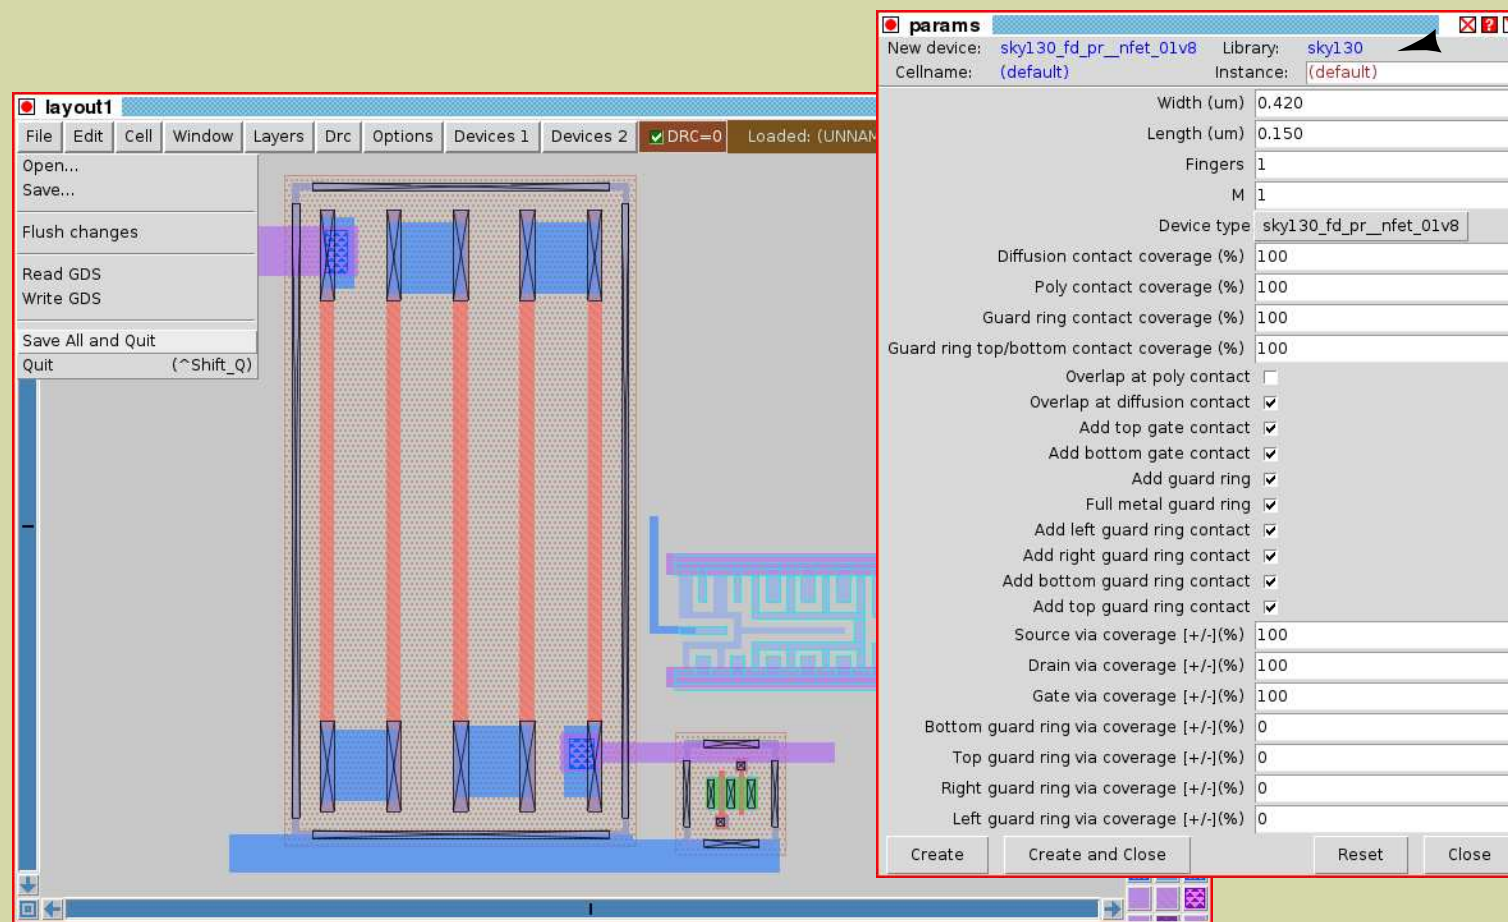 params
New device: sky130_fd_pr__nfet_01v8 Library: sky130
Cellname: (default) Instance: (default)
Width (um) 0.420
Length (um) 0.150
Fingers 1
M 1
Device type sky130_fd_pr__nfet_01v8
Diffusion contact coverage (%) 100
Poly contact coverage (%) 100
Guard ring contact coverage (%) 100
Guard ring top/bottom contact coverage (%) 100
Overlap at poly contact
Overlap at diffusion contact
Add top gate contact
Add bottom gate contact
Add guard ring
Full metal guard ring
Add left guard ring contact
Add right guard ring contact
Add bottom guard ring contact
Add top guard ring contact
Source via coverage [+/-](%) 100
Drain via coverage [+/-](%) 100
Gate via coverage [+/-](%) 100
Bottom guard ring via coverage [+/-](%) 0
Top guard ring via coverage [+/-](%) 0
Right guard ring via coverage [+/-](%) 0
Left guard ring via coverage [+/-](%) 0
Create Create and Close Reset Close
layout1
File Edit Cell Window Layers Drc Options Devices 1 Devices 2 DRC=0 Loaded: (UNNAM
Open...
Save...
Flush changes
Read GDS
Write GDS
Save All and Quit
Quit (^Shift_Q)